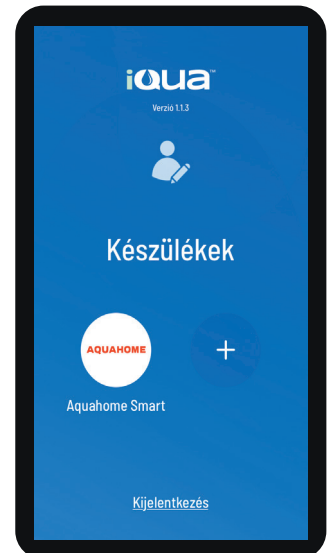 iQua™
Verzió 1.1.3
Készülékek
AQUAHOME
+
Aquahome Smart
Kijelentkezés